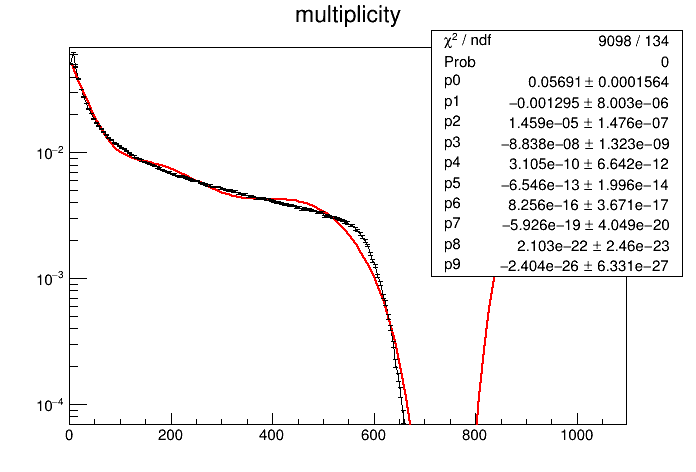 multiplicity
χ² / ndf 9098 / 134
Prob 0
p0 0.05691 ± 0.0001564
p1 −0.001295 ± 8.003e−06
p2 1.459e−05 ± 1.476e−07
p3 −8.838e−08 ± 1.323e−09
p4 3.105e−10 ± 6.642e−12
p5 −6.546e−13 ± 1.996e−14
p6 8.256e−16 ± 3.671e−17
p7 −5.926e−19 ± 4.049e−20
p8 2.103e−22 ± 2.46e−23
p9 −2.404e−26 ± 6.331e−27
10⁻²
10⁻³
10⁻⁴
0 200 400 600 800 1000